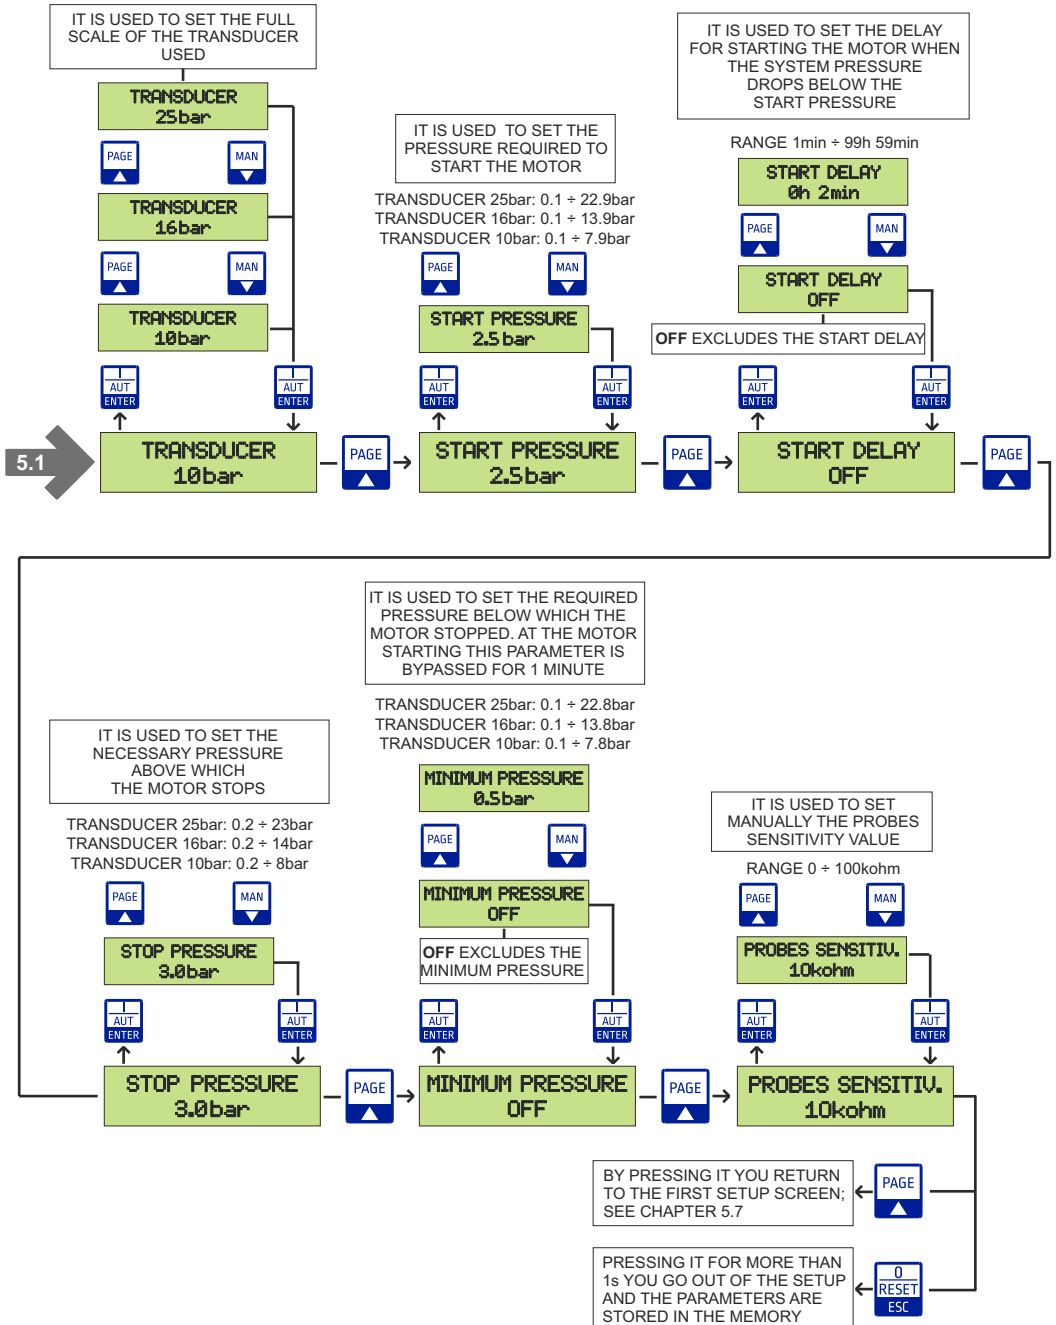 IT IS USED TO SET THE FULL
SCALE OF THE TRANSDUCER
USED
TRANSDUCER
25bar
PAGE
MAN
TRANSDUCER
16bar
PAGE
MAN
TRANSDUCER
10bar
I
AUT
ENTER
I
AUT
ENTER
5.1
TRANSDUCER
10bar
PAGE
IT IS USED TO SET THE
PRESSURE REQUIRED TO
START THE MOTOR
TRANSDUCER 25bar: 0.1 ÷ 22.9bar
TRANSDUCER 16bar: 0.1 ÷ 13.9bar
TRANSDUCER 10bar: 0.1 ÷ 7.9bar
PAGE
MAN
START PRESSURE
2.5bar
I
AUT
ENTER
I
AUT
ENTER
START PRESSURE
2.5bar
PAGE
IT IS USED TO SET THE DELAY
FOR STARTING THE MOTOR WHEN
THE SYSTEM PRESSURE
DROPS BELOW THE
START PRESSURE
RANGE 1min ÷ 99h 59min
START DELAY
0h 2min
PAGE
MAN
START DELAY
OFF
OFF EXCLUDES THE START DELAY
I
AUT
ENTER
I
AUT
ENTER
START DELAY
OFF
PAGE
IT IS USED TO SET THE
NECESSARY PRESSURE
ABOVE WHICH
THE MOTOR STOPS
TRANSDUCER 25bar: 0.2 ÷ 23bar
TRANSDUCER 16bar: 0.2 ÷ 14bar
TRANSDUCER 10bar: 0.2 ÷ 8bar
PAGE
MAN
STOP PRESSURE
3.0bar
I
AUT
ENTER
I
AUT
ENTER
STOP PRESSURE
3.0bar
PAGE
IT IS USED TO SET THE REQUIRED
PRESSURE BELOW WHICH THE
MOTOR STOPPED. AT THE MOTOR
STARTING THIS PARAMETER IS
BYPASSED FOR 1 MINUTE
TRANSDUCER 25bar: 0.1 ÷ 22.8bar
TRANSDUCER 16bar: 0.1 ÷ 13.8bar
TRANSDUCER 10bar: 0.1 ÷ 7.8bar
MINIMUM PRESSURE
0.5bar
PAGE
MAN
MINIMUM PRESSURE
OFF
OFF EXCLUDES THE
MINIMUM PRESSURE
I
AUT
ENTER
I
AUT
ENTER
MINIMUM PRESSURE
OFF
PAGE
IT IS USED TO SET
MANUALLY THE PROBES
SENSITIVITY VALUE
RANGE 0 ÷ 100kohm
PAGE
MAN
PROBES SENSITIV.
10kohm
I
AUT
ENTER
I
AUT
ENTER
PROBES SENSITIV.
10kohm
BY PRESSING IT YOU RETURN
TO THE FIRST SETUP SCREEN;
SEE CHAPTER 5.7
PAGE
PRESSING IT FOR MORE THAN
1s YOU GO OUT OF THE SETUP
AND THE PARAMETERS ARE
STORED IN THE MEMORY
0
RESET
ESC